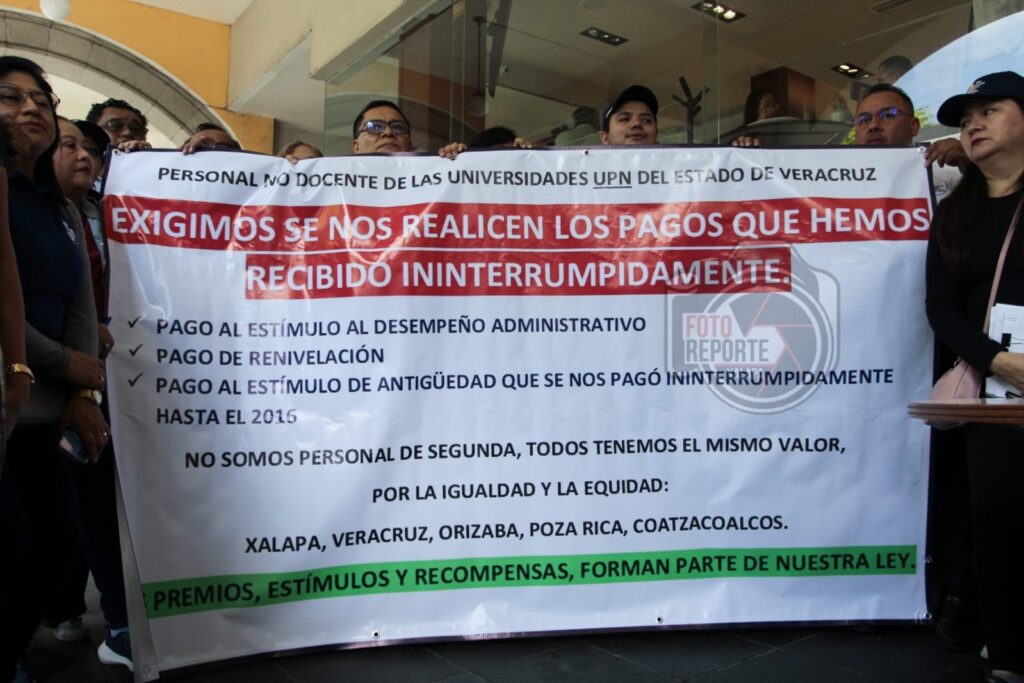 PERSONAL NO DOCENTE DE LAS UNIVERSIDADES UPN DEL ESTADO DE VERACRUZ
EXIGIMOS SE NOS REALICEN LOS PAGOS QUE HEMOS
RECIBIDO ININTERRUMPIDAMENTE.
✓ PAGO AL ESTÍMULO AL DESEMPEÑO ADMINISTRATIVO
✓ PAGO DE RENIVELACIÓN
✓ PAGO AL ESTÍMULO DE ANTIGÜEDAD QUE SE NOS PAGÓ ININTERRUMPIDAMENTE
HASTA EL 2016
NO SOMOS PERSONAL DE SEGUNDA, TODOS TENEMOS EL MISMO VALOR,
POR LA IGUALDAD Y LA EQUIDAD:
XALAPA, VERACRUZ, ORIZABA, POZA RICA, COATZACOALCOS.
PREMIOS, ESTÍMULOS Y RECOMPENSAS, FORMAN PARTE DE NUESTRA LEY.
FOTO
REPORTE